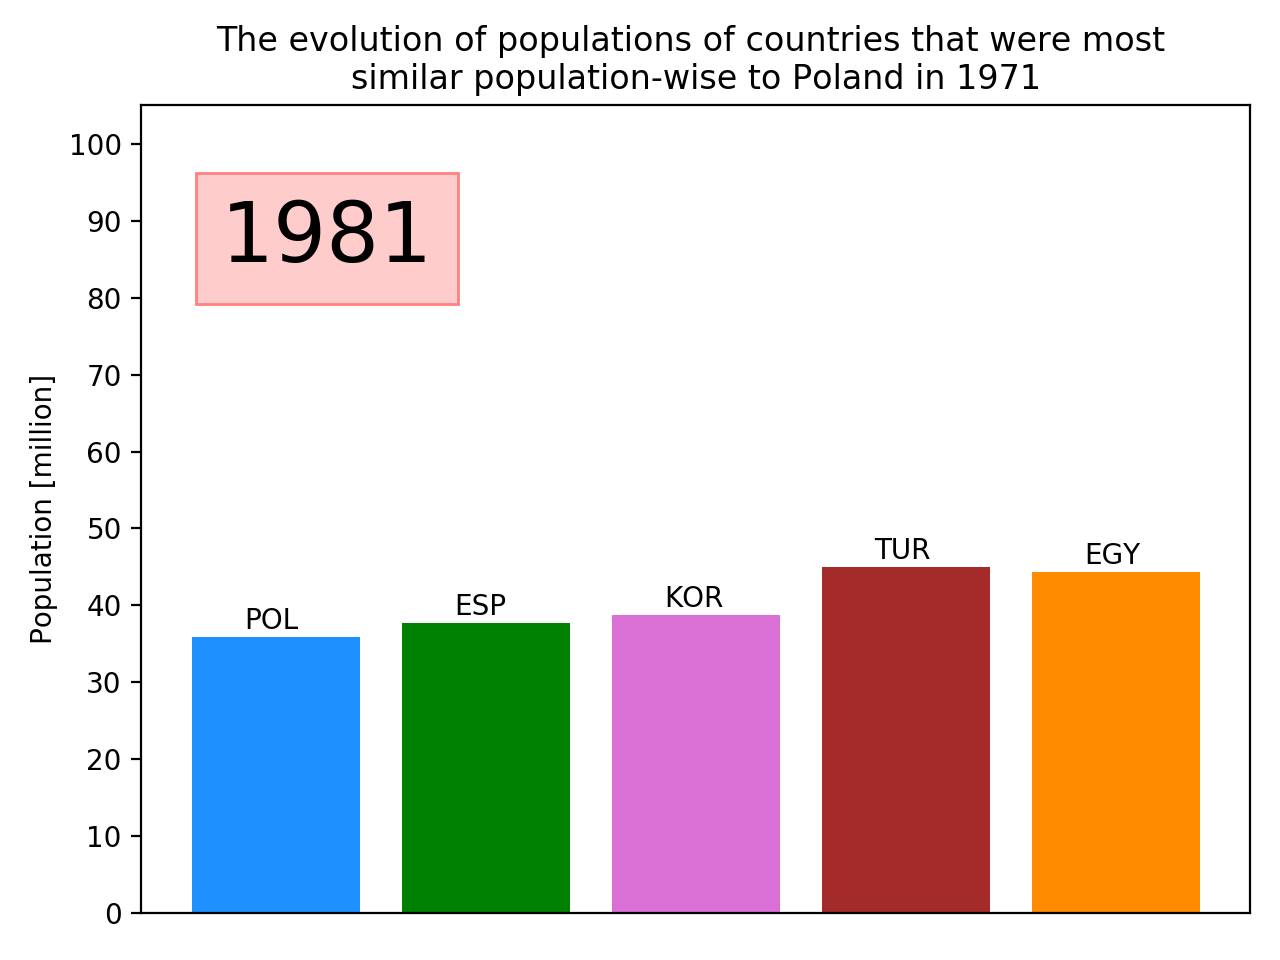 The evolution of populations of countries that were most
similar population-wise to Poland in 1971
100
90
80
70
60
50
40
30
20
10
0
Population [million]
1981
POL
ESP
KOR
TUR
EGY